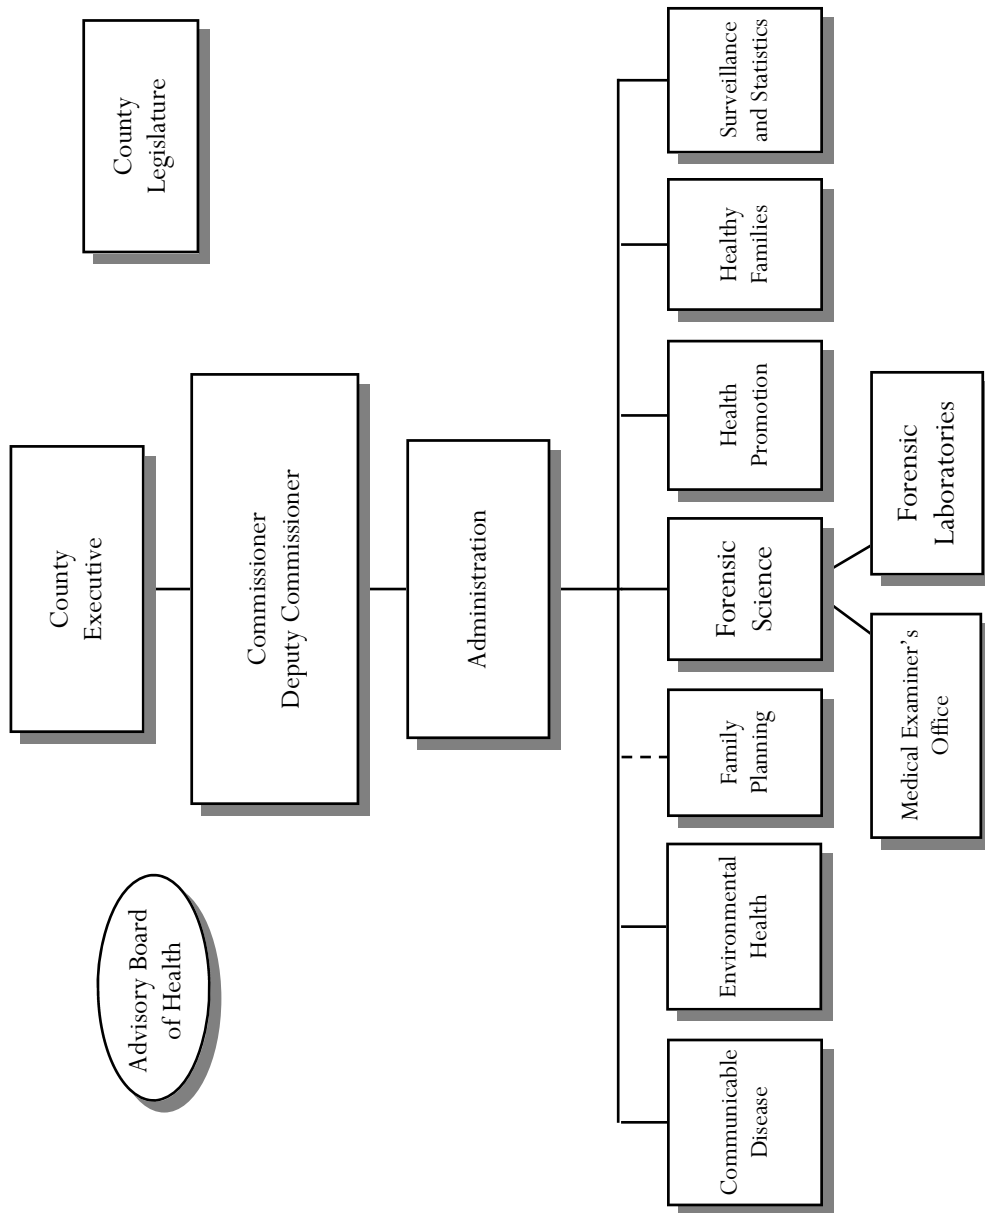 County
Executive
Advisory Board
of Health
County
Legislature
Commissioner
Deputy Commissioner
Administration
Communicable
Disease
Environmental
Health
Family
Planning
Forensic
Science
Health
Promotion
Healthy
Families
Surveillance
and Statistics
Medical Examiner's
Office
Forensic
Laboratories